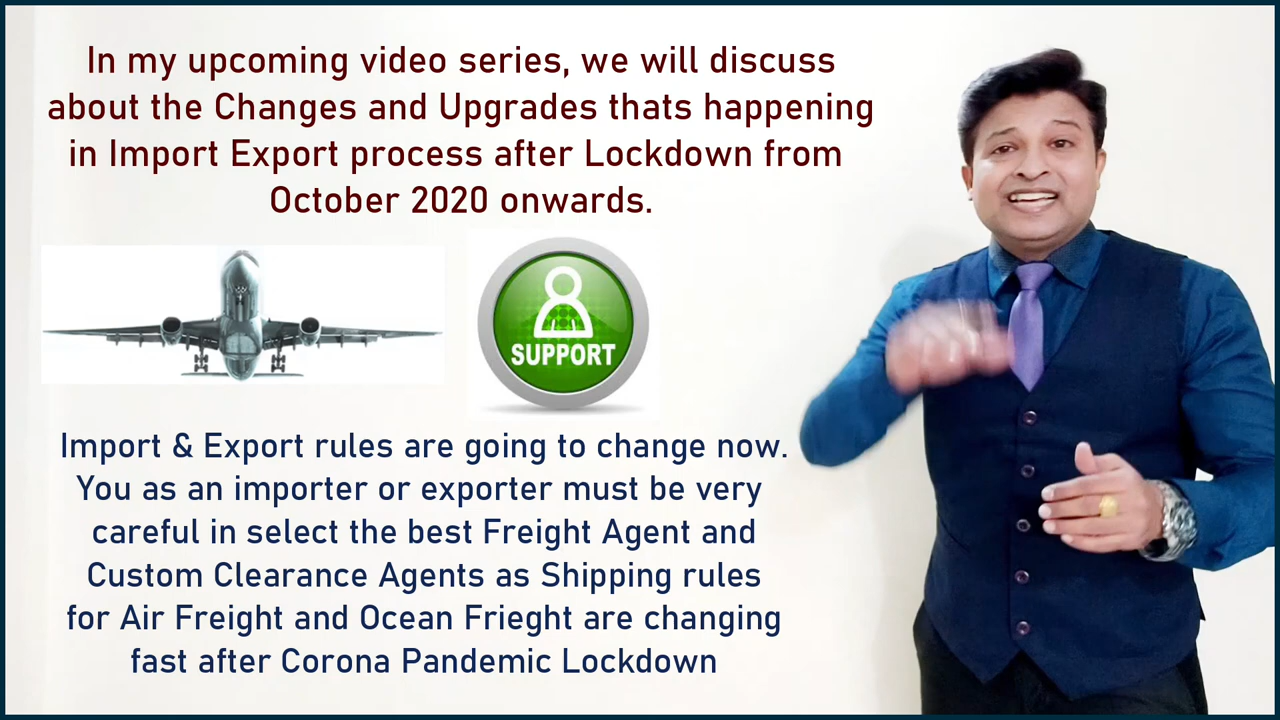 In my upcoming video series, we will discuss
about the Changes and Upgrades thats happening
in Import Export process after Lockdown from
October 2020 onwards.
SUPPORT
Import & Export rules are going to change now.
You as an importer or exporter must be very
careful in select the best Freight Agent and
Custom Clearance Agents as Shipping rules
for Air Freight and Ocean Frieght are changing
fast after Corona Pandemic Lockdown